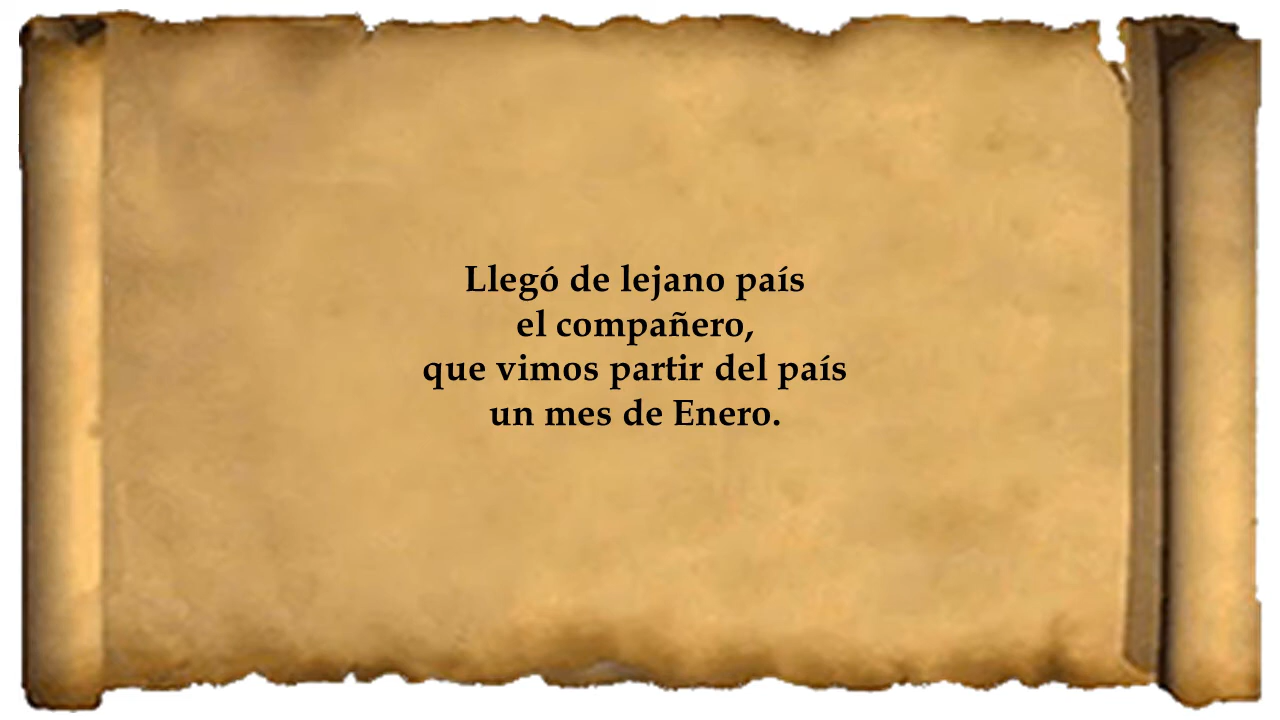 Llegó de lejano país
el compañero,
que vimos partir del país
un mes de Enero.